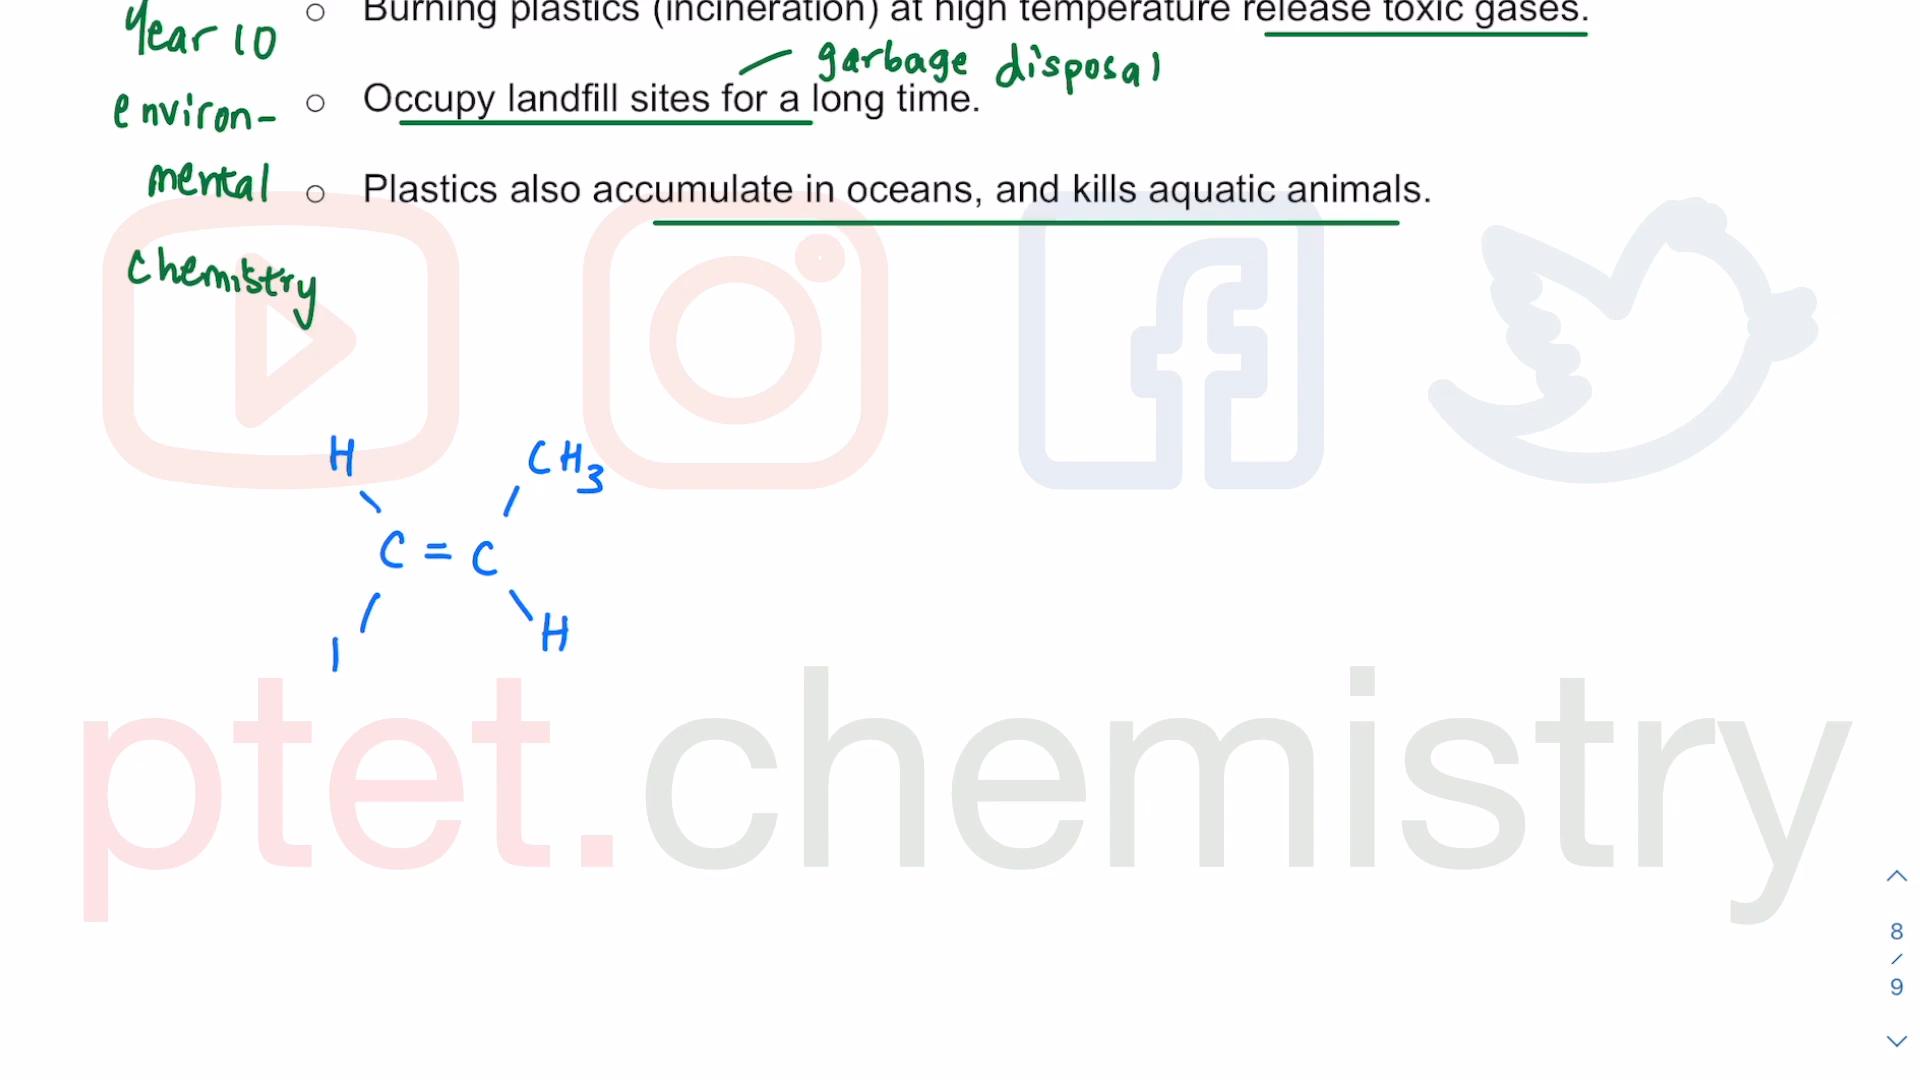 Year 10
○ Burning plastics (incineration) at high temperature release toxic gases.
garbage disposal
environ-
○ Occupy landfill sites for a long time.
mental
○ Plastics also accumulate in oceans, and kills aquatic animals.
chemistry
H CH3
C = C
I H
ptet.chemistry
8
/
9